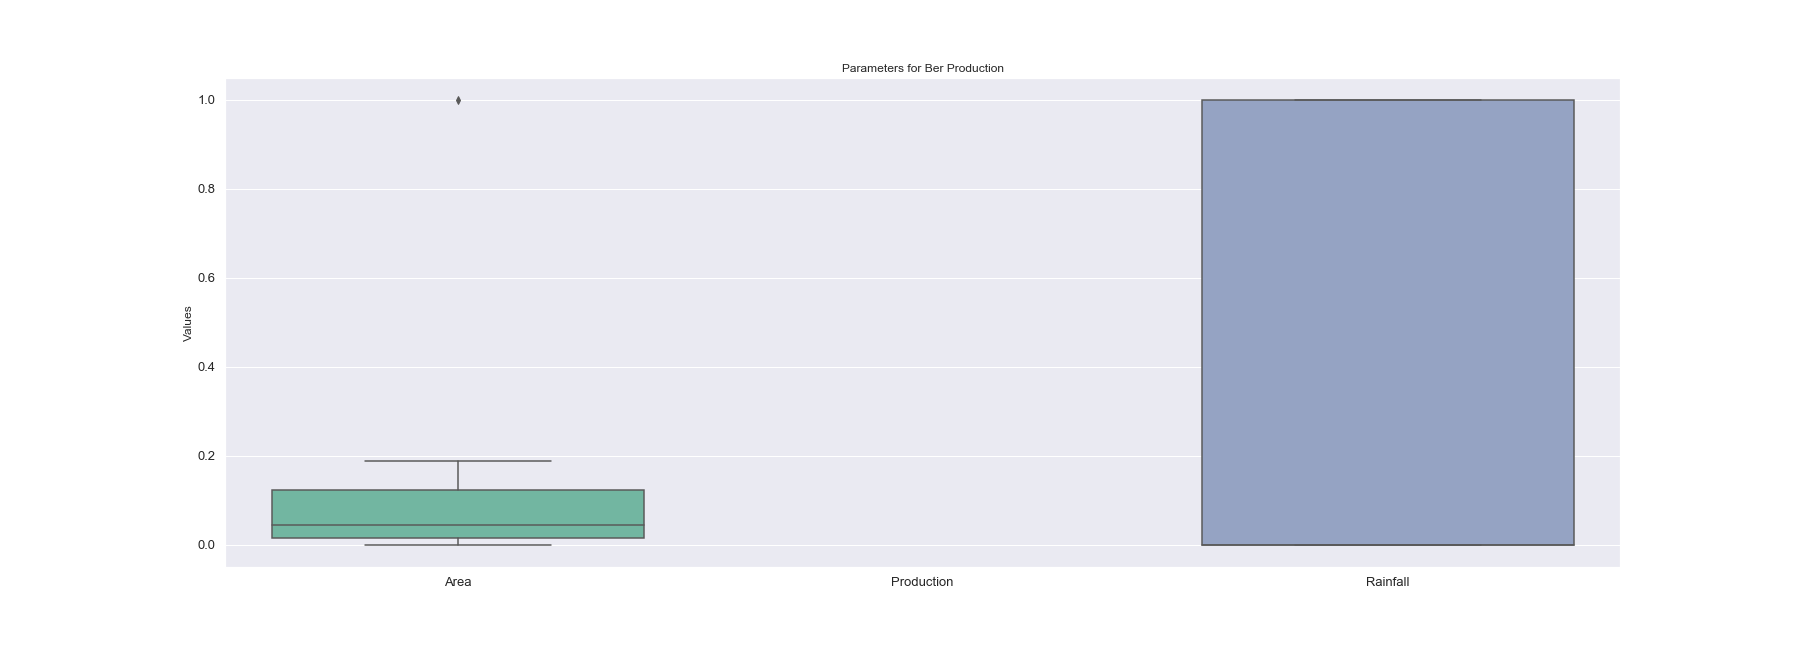 Parameters for Ber Production
1.0
0.8
0.6
0.4
0.2
0.0
Values
Area
Production
Rainfall